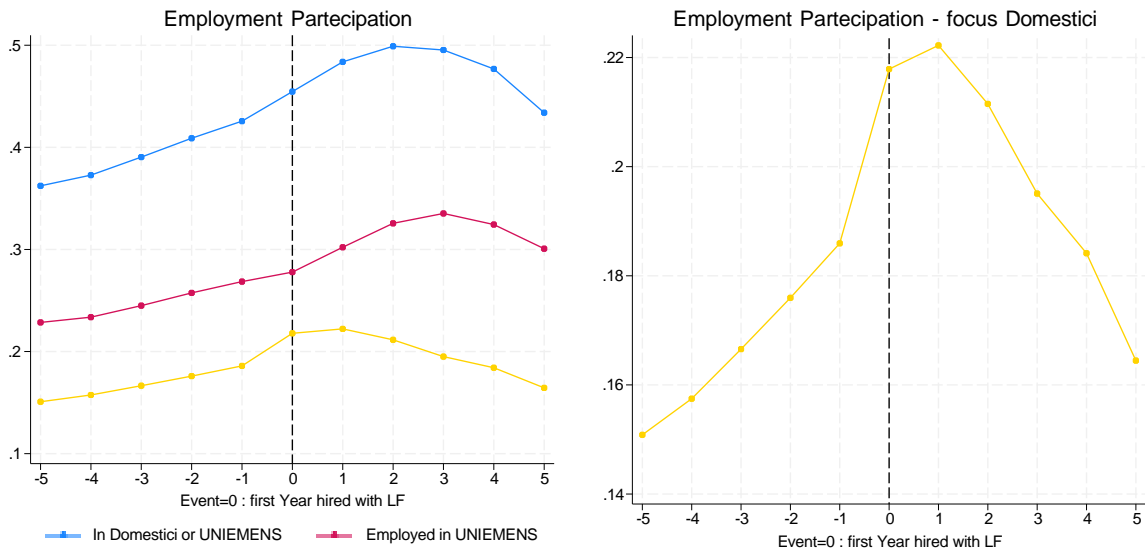 Employment Partecipation
.5
.4
.3
.2
.1
-5 -4 -3 -2 -1 0 1 2 3 4 5
Event=0 : first Year hired with LF
In Domestici or UNIEMENS Employed in UNIEMENS
Employment Partecipation - focus Domestici
.22
.2
.18
.16
.14
-5 -4 -3 -2 -1 0 1 2 3 4 5
Event=0 : first Year hired with LF